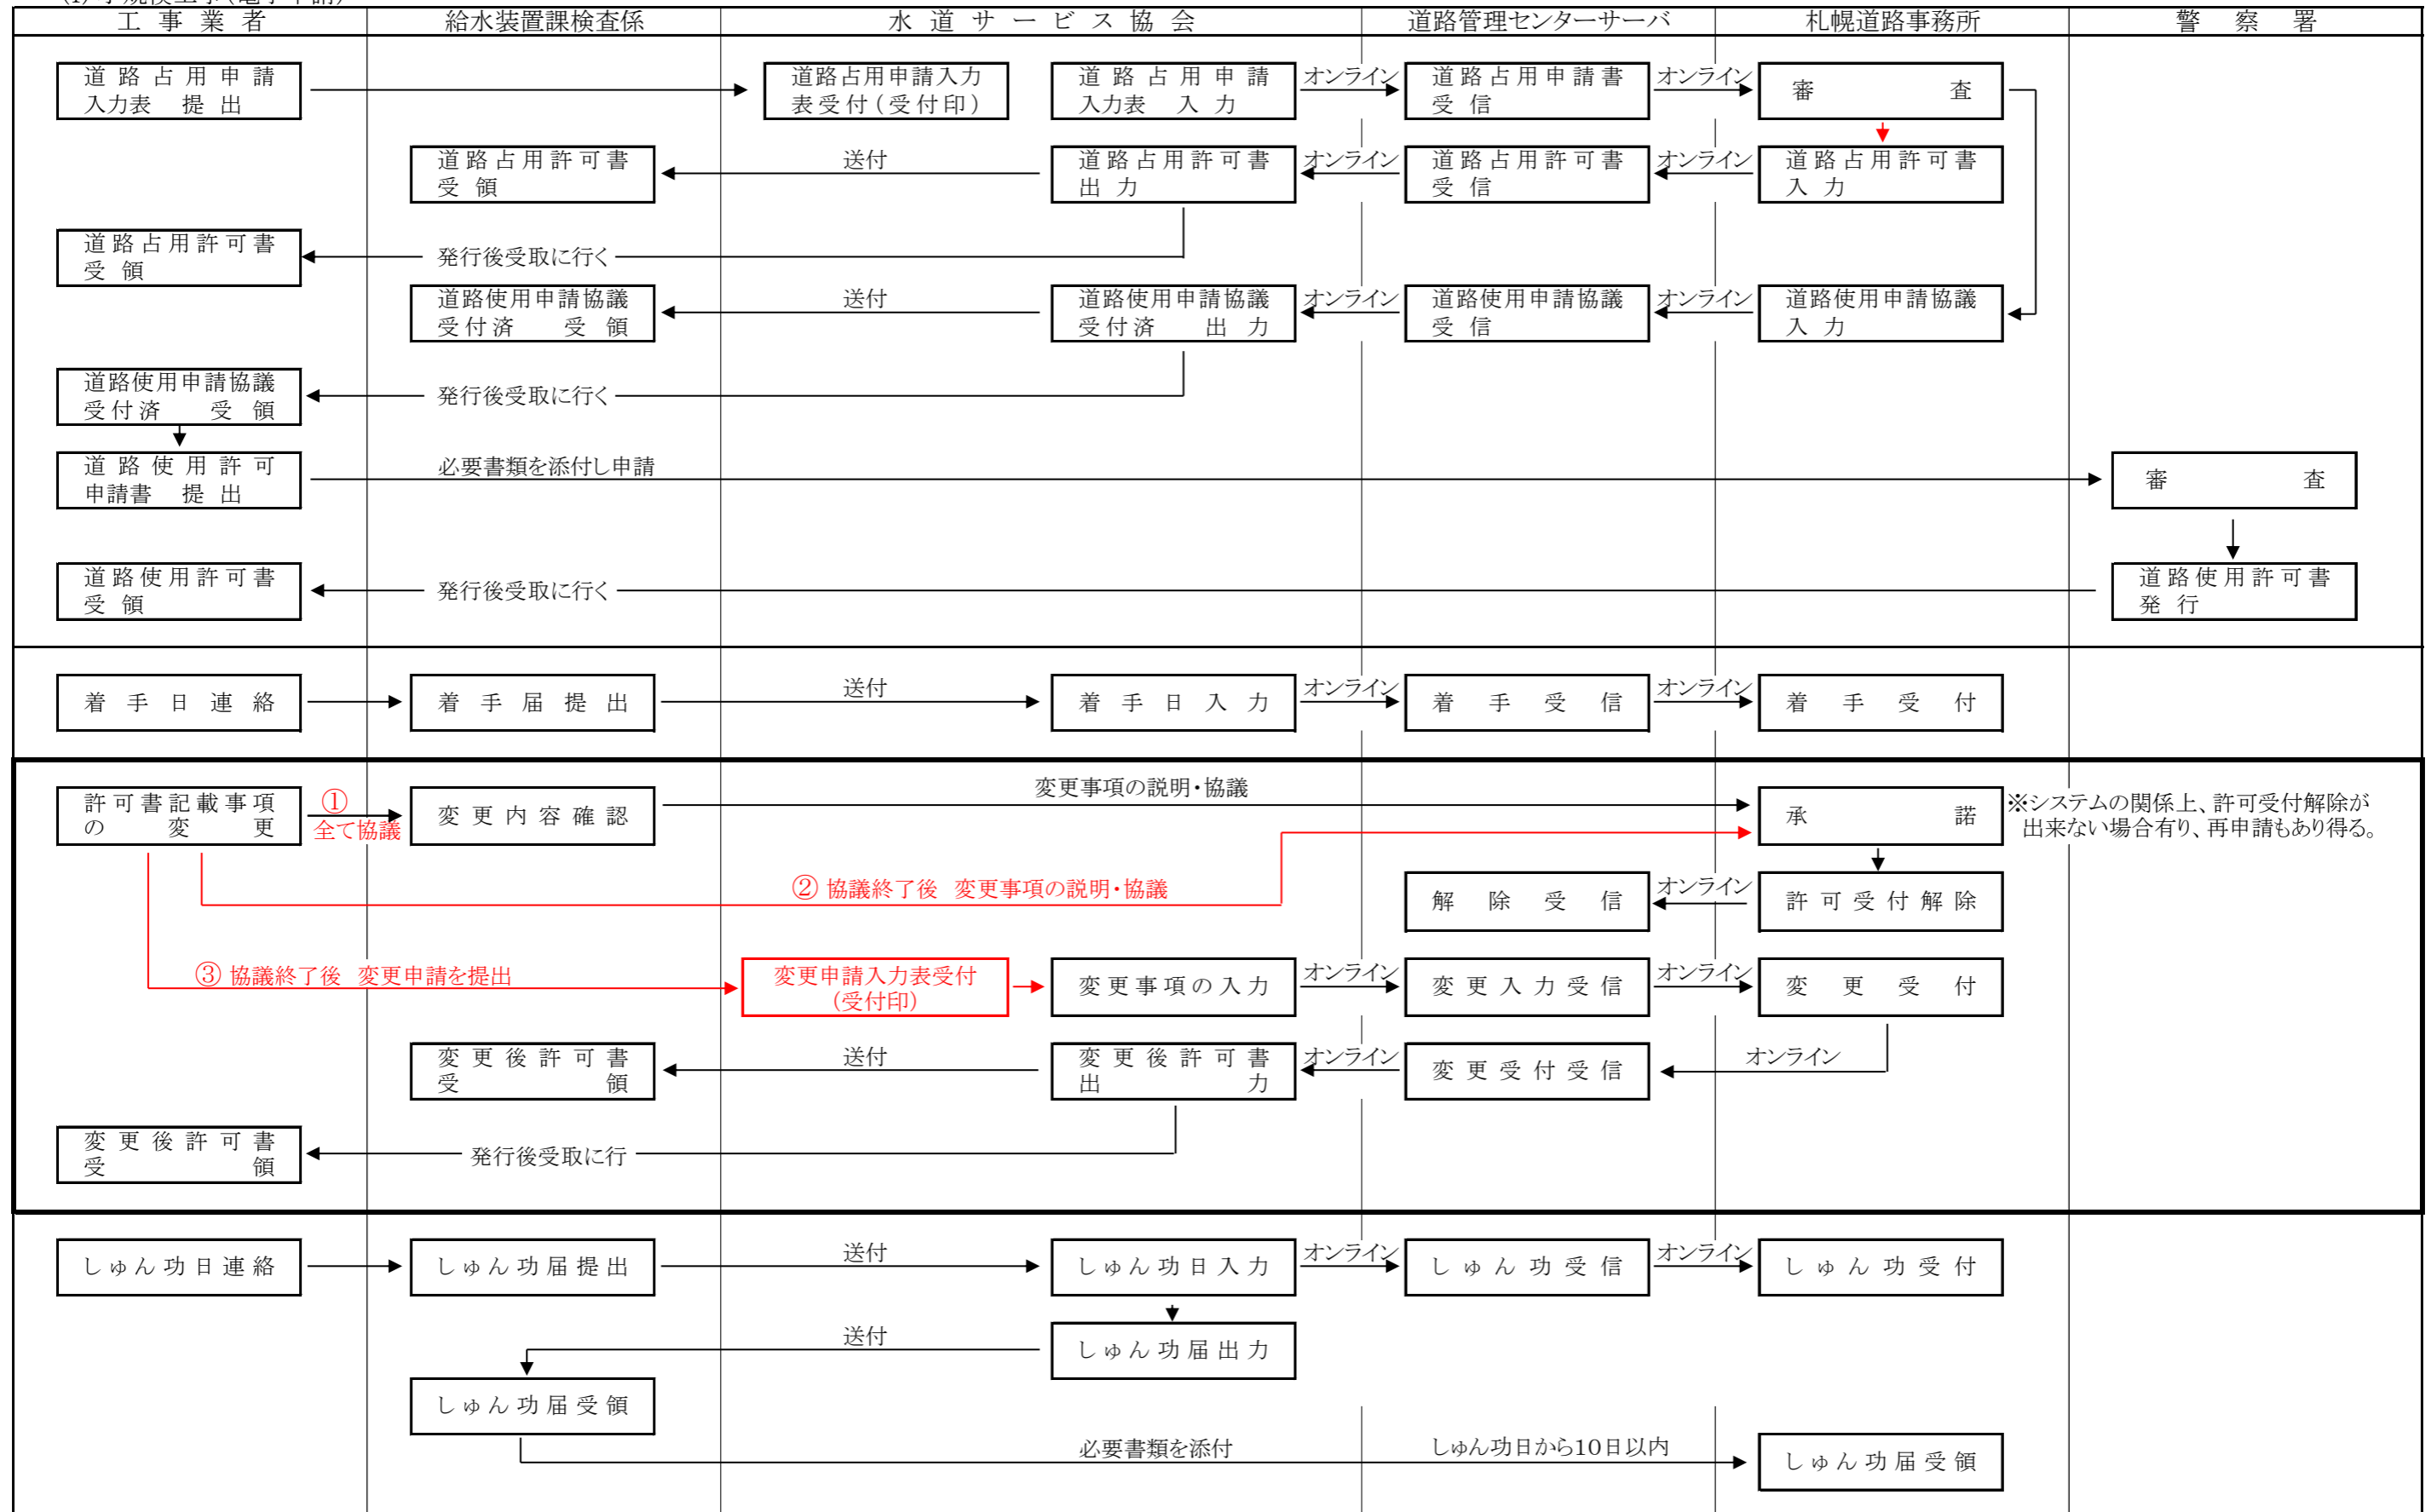 工事業者 給水装置課検査係 水道サービス協会 道路管理センターサーバ 札幌道路事務所 警察署
道路占用申請
入力表 提出
道路占用申請入力
表受付(受付印)
道路占用申請
入力表 入力
オンライン
道路占用申請書
受信
オンライン
審査
道路占用許可書
受領
送付
道路占用許可書
出力
オンライン
道路占用許可書
受信
オンライン
道路占用許可書
入力
道路占用許可書
受領
発行後受取に行く
道路使用申請協議
受付済 受領
送付
道路使用申請協議
受付済 出力
オンライン
道路使用申請協議
受信
オンライン
道路使用申請協議
入力
道路使用申請協議
受付済 受領
発行後受取に行く
道路使用許可
申請書 提出
必要書類を添付し申請
審査
道路使用許可書
受領
発行後受取に行く
道路使用許可書
発行
着手日連絡
着手届提出
送付
着手日入力
オンライン
着手受信
オンライン
着手受付
許可書記載事項
の変更
①
全て協議
変更内容確認
変更事項の説明・協議
承諾
※システムの関係上、許可受付解除が
出来ない場合有り、再申請もあり得る。
② 協議終了後 変更事項の説明・協議
解除受信
オンライン
許可受付解除
③ 協議終了後 変更申請を提出
変更申請入力表受付
(受付印)
変更事項の入力
オンライン
変更入力受信
オンライン
変更受付
変更後許可書
受領
送付
変更後許可書
出力
オンライン
変更受付受信
オンライン
変更後許可書
受領
発行後受取に行
しゅん功日連絡
しゅん功届提出
送付
しゅん功日入力
オンライン
しゅん功受信
オンライン
しゅん功受付
送付
しゅん功届出力
しゅん功届受領
必要書類を添付
しゅん功日から10日以内
しゅん功届受領